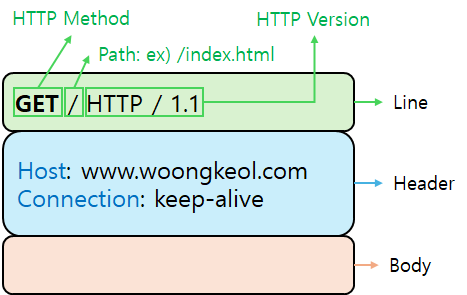 HTTP Method
HTTP Version
Path: ex) /index.html
GET / HTTP / 1.1
Line
Host: www.woongkeol.com
Connection: keep-alive
Header
Body